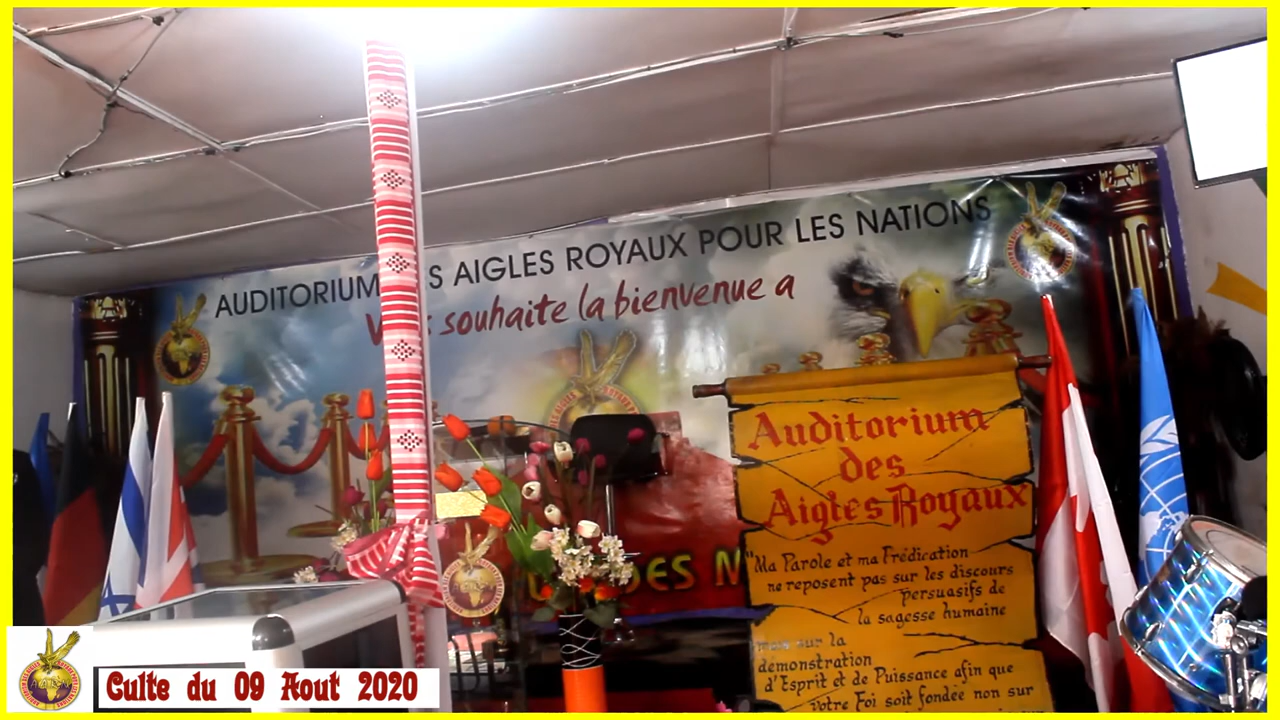 AUDITORIUM S AIGLES ROYAUX POUR LES NATIONS
souhaite la bienvenue a
DES
Auditorium
des
Aigles Royaux
"Ma Parole et ma Prédication
ne reposent pas sur les discours
persuasifs de
la sagesse humaine
mais sur la
démonstration
d'Esprit et de Puissance afin que
votre Foi soit fondée non sur
Culte du 09 Aout 2020